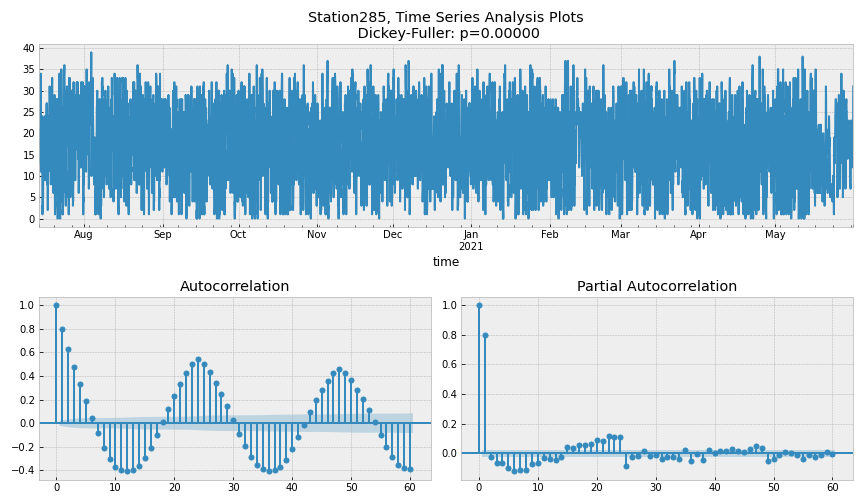 Station285, Time Series Analysis Plots
Dickey-Fuller: p=0.00000
40
35
30
25
20
15
10
5
0
Aug
Sep
Oct
Nov
Dec
Jan
2021
Feb
Mar
Apr
May
time
Autocorrelation
1.0
0.8
0.6
0.4
0.2
0.0
−0.2
−0.4
0
10
20
30
40
50
60
Partial Autocorrelation
1.0
0.8
0.6
0.4
0.2
0.0
0
10
20
30
40
50
60